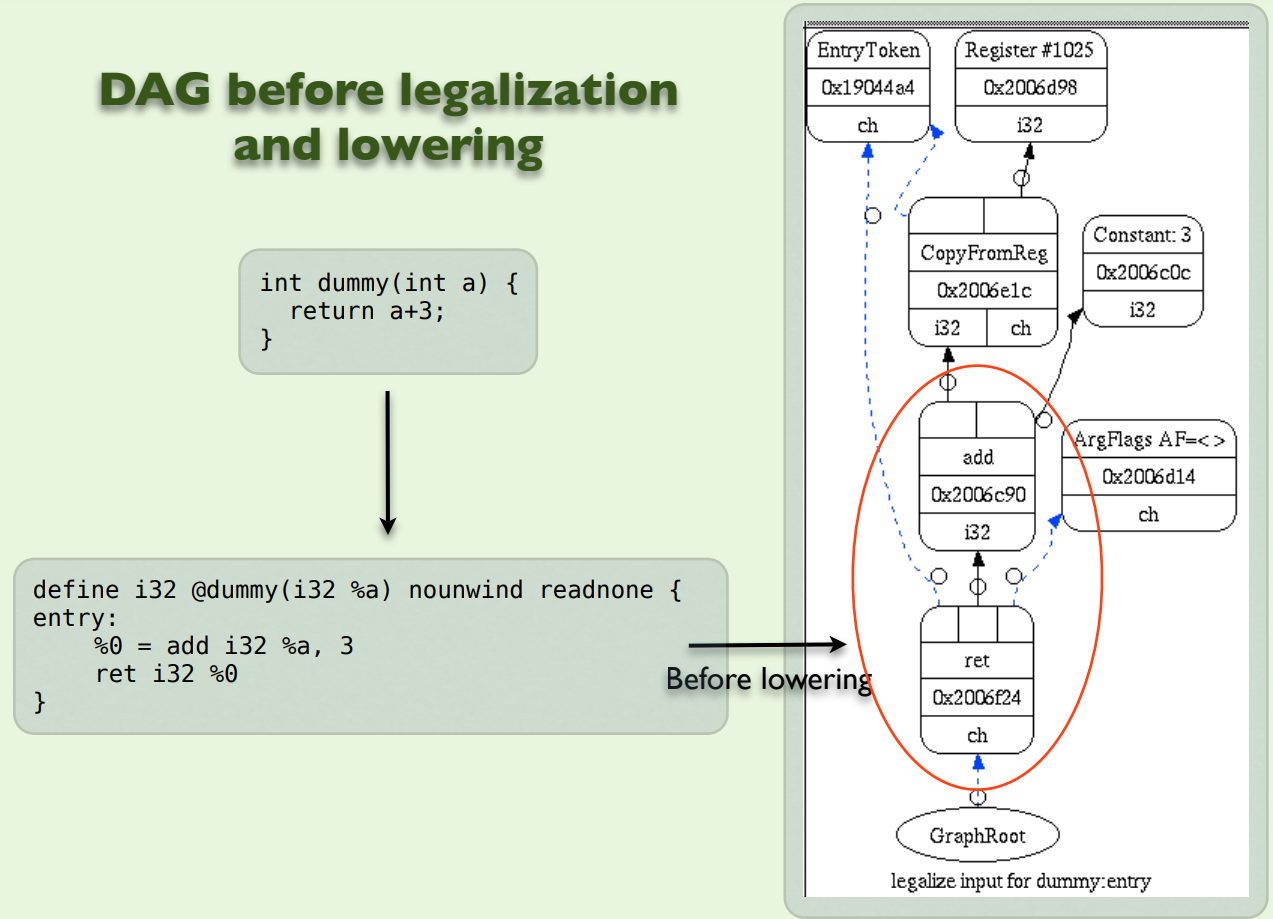 DAG before legalization
and lowering
int dummy(int a) {
return a+3;
}
define i32 @dummy(i32 %a) nounwind readnone {
entry:
%0 = add i32 %a, 3
ret i32 %0
}
Before lowering
EntryToken
0x19044a4
ch
Register #1025
0x2006d98
i32
CopyFromReg
0x2006e1c
i32 ch
Constant: 3
0x2006c0c
i32
add
0x2006c90
i32
ArgFlags AF=< >
0x2006d14
ch
ret
0x2006f24
ch
GraphRoot
legalize input for dummy:entry